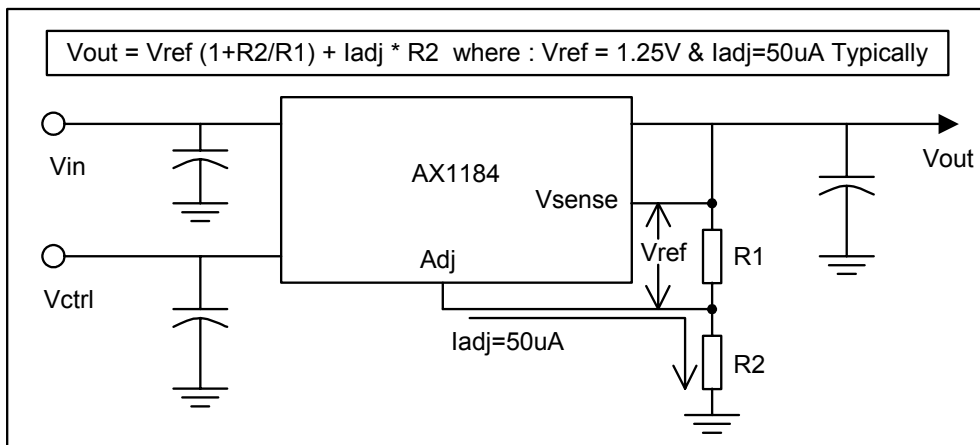 Vout = Vref (1+R2/R1) + Iadj * R2 where : Vref = 1.25V & Iadj=50uA Typically
Vin
AX1184
Vout
Vsense
Vref
R1
Adj
Vctrl
Iadj=50uA
R2